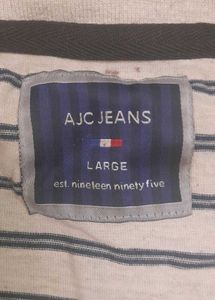 AJC JEANS
LARGE
est. nineteen ninety five